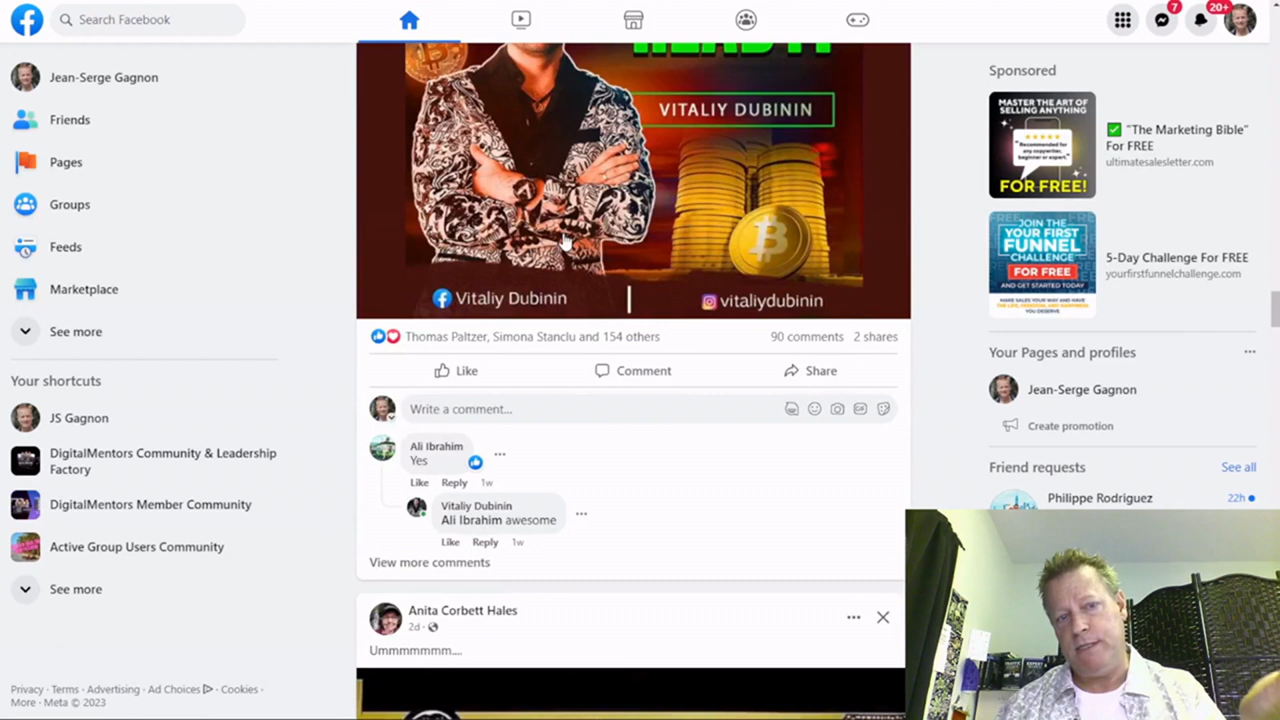 Search Facebook
7
20+
Jean-Serge Gagnon
Friends
Pages
Groups
Feeds
Marketplace
See more
Your shortcuts
JS Gagnon
DigitalMentors Community & Leadership
Factory
DigitalMentors Member Community
Active Group Users Community
See more
Privacy · Terms · Advertising · Ad Choices · Cookies ·
More · Meta © 2023
VITALIY DUBININ
Vitaliy Dubinin
vitaliydubinin
Thomas Paltzer, Simona Stanclu and 154 others
90 comments 2 shares
Like
Comment
Share
Write a comment...
Ali Ibrahim
Yes
Like Reply 1w
Vitaliy Dubinin
Ali Ibrahim awesome
Like Reply 1w
View more comments
Anita Corbett Hales
2d ·
Ummmmmmm....
Sponsored
MASTER THE ART OF
SELLING ANYTHING
"Recommended for
any copywriter,
beginner or expert."
FOR FREE!
"The Marketing Bible"
For FREE
ultimatesalesletter.com
JOIN THE
YOUR FIRST
FUNNEL
CHALLENGE
FOR FREE
AND GET STARTED TODAY
5-Day Challenge For FREE
yourfirstfunnelchallenge.com
Your Pages and profiles
Jean-Serge Gagnon
Create promotion
Friend requests
See all
Philippe Rodriguez
22h